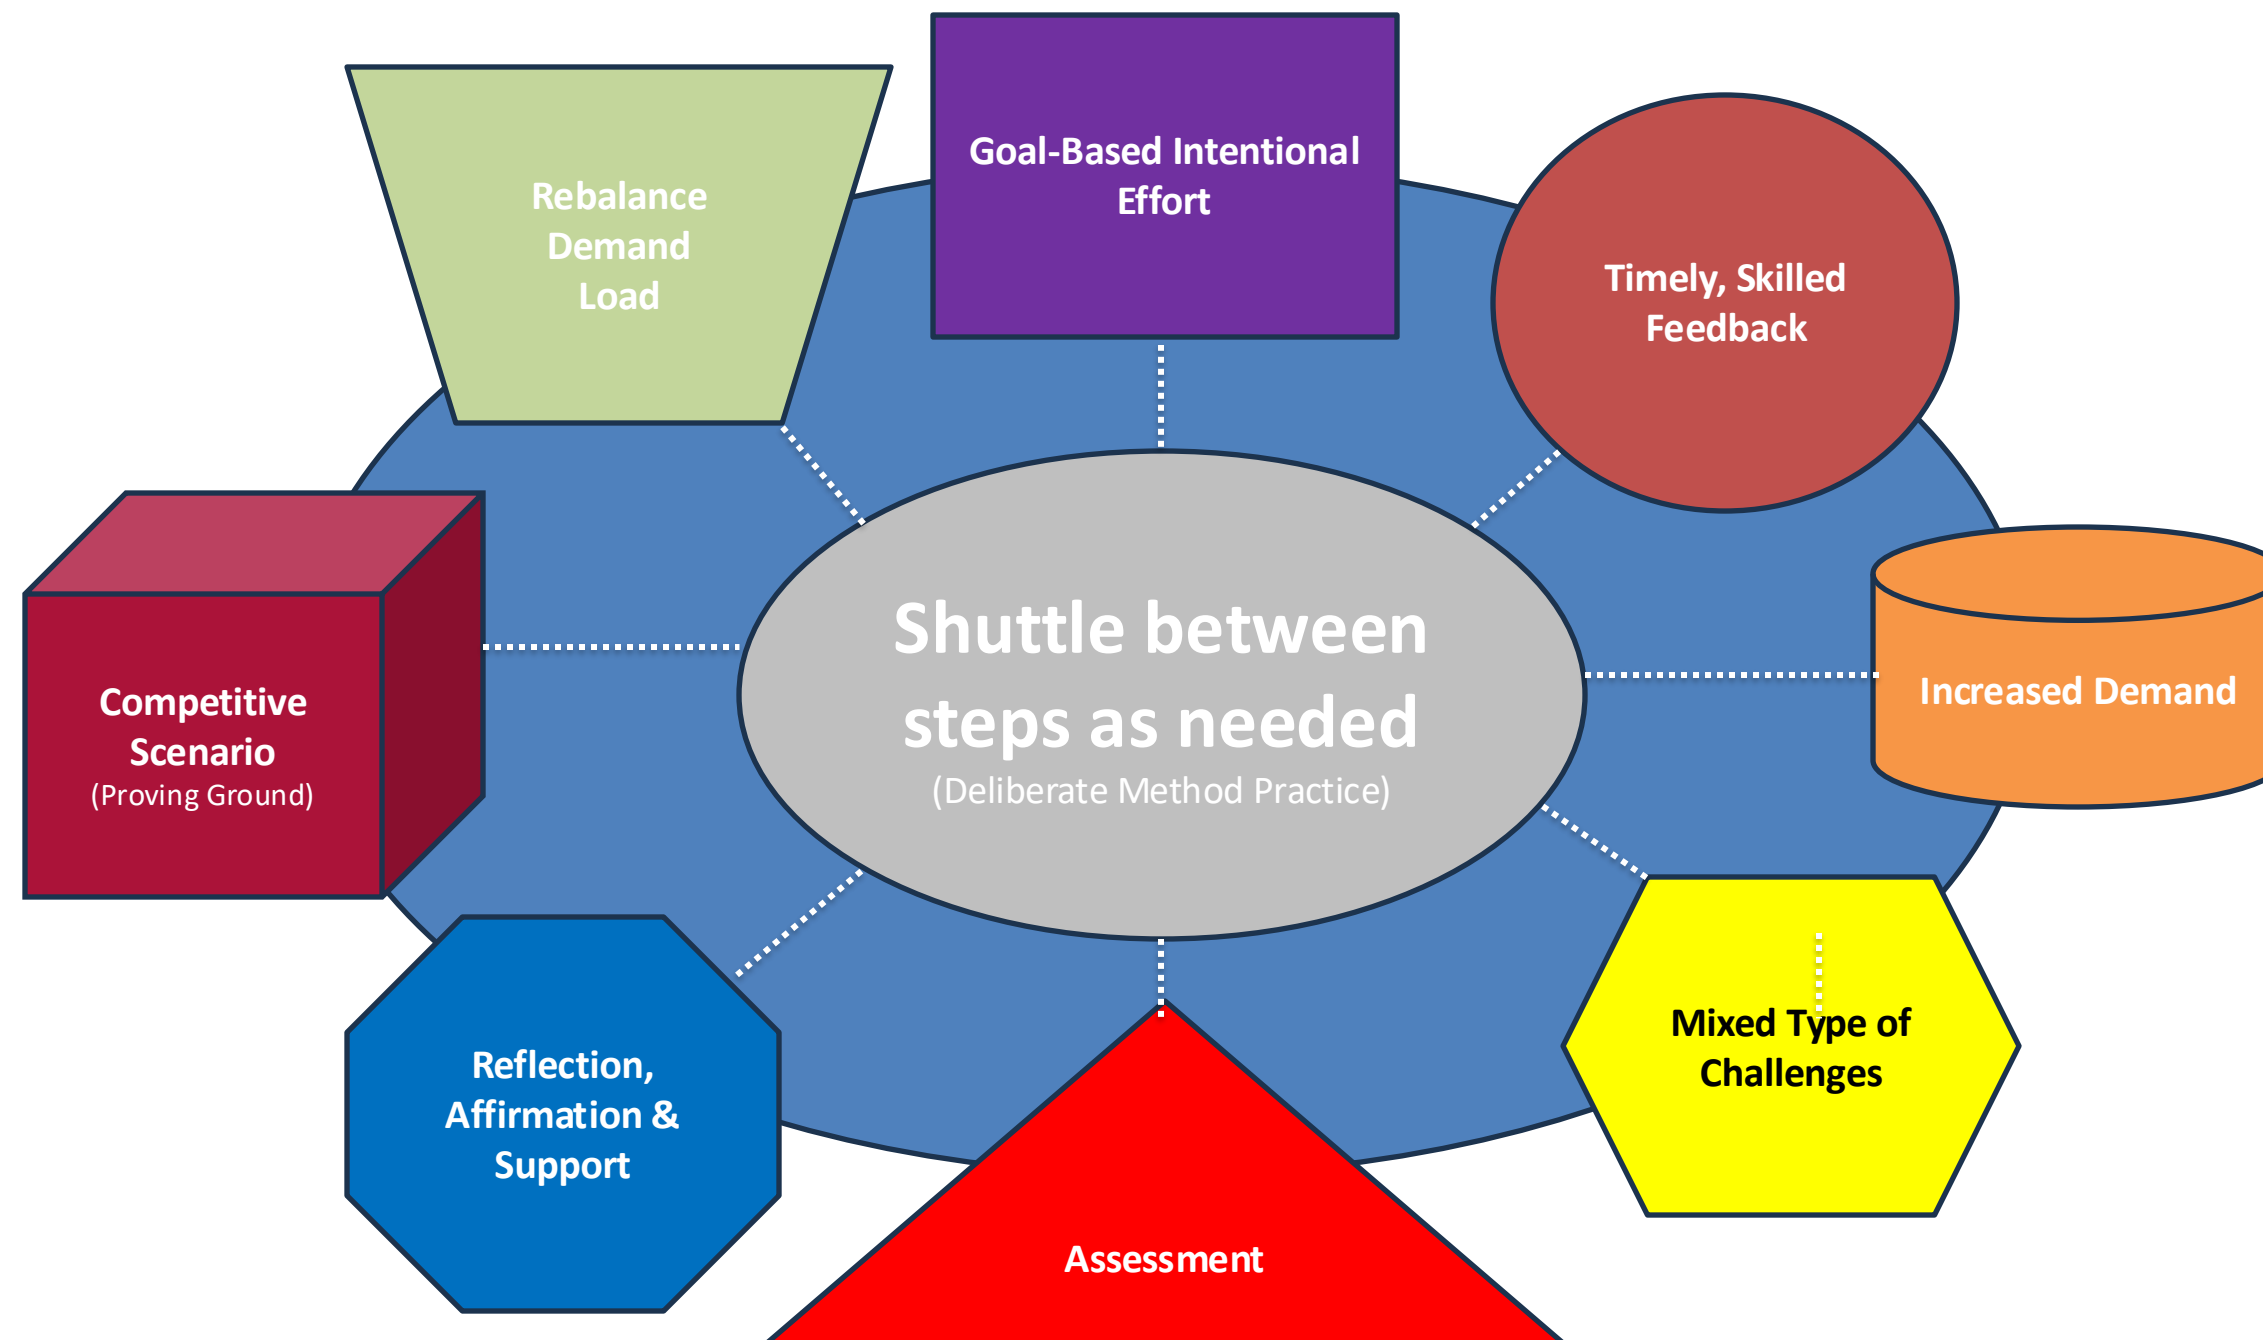 Goal-Based Intentional
Effort
Timely, Skilled
Feedback
Increased Demand
Mixed Type of
Challenges
Assessment
Reflection,
Affirmation &
Support
Competitive
Scenario
(Proving Ground)
Rebalance
Demand
Load
Shuttle between
steps as needed
(Deliberate Method Practice)